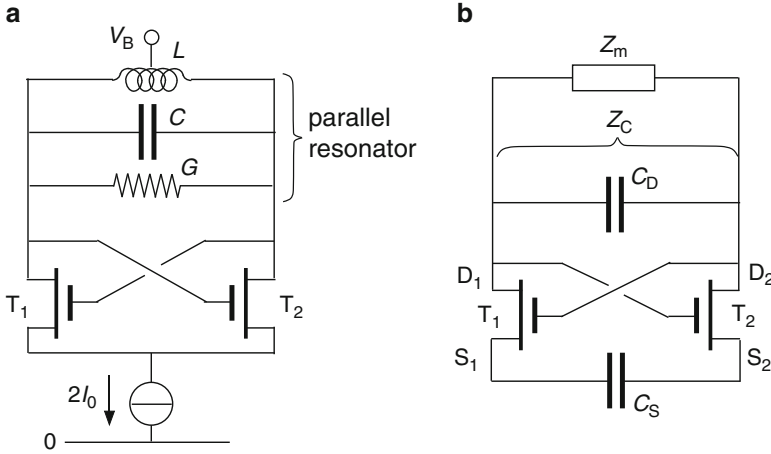 a
V_B
L
C
G
parallel
resonator
T_1
T_2
2I_0
0
b
Z_m
Z_C
C_D
D_1
D_2
T_1
T_2
S_1
S_2
C_S